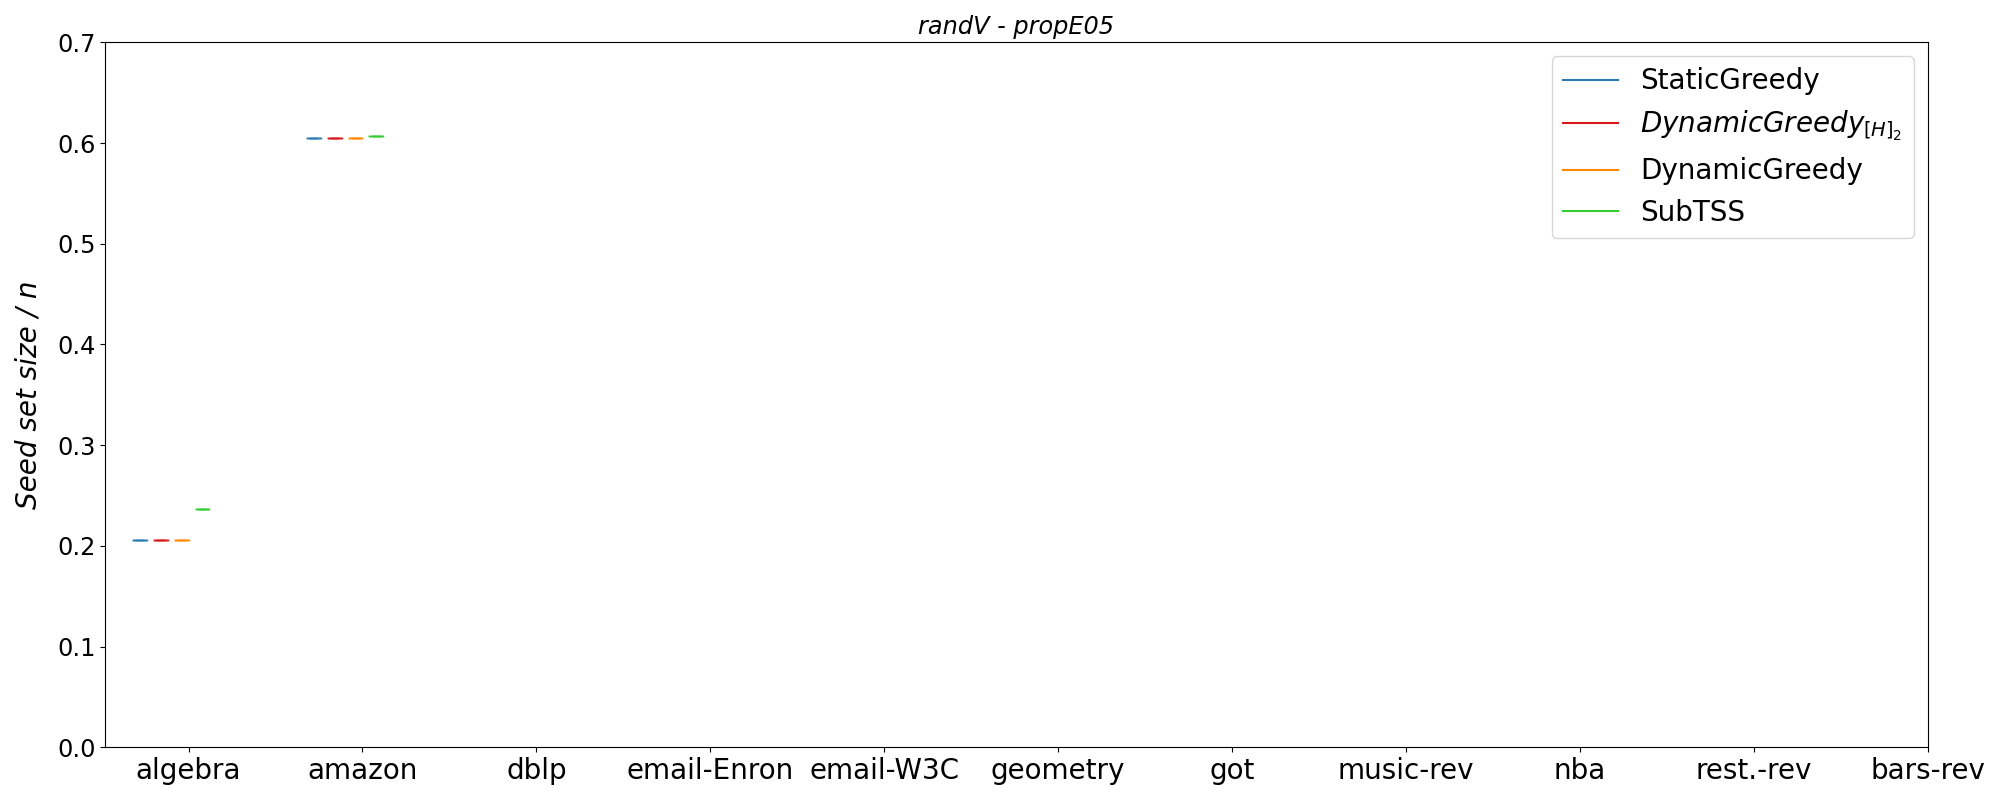 randV - propE05
0.7
0.6
0.5
0.4
0.3
0.2
0.1
0.0
Seed set size / n
StaticGreedy
DynamicGreedy[H]2
DynamicGreedy
SubTSS
algebra amazon dblp email-Enron email-W3C geometry got music-rev nba rest.-rev bars-rev